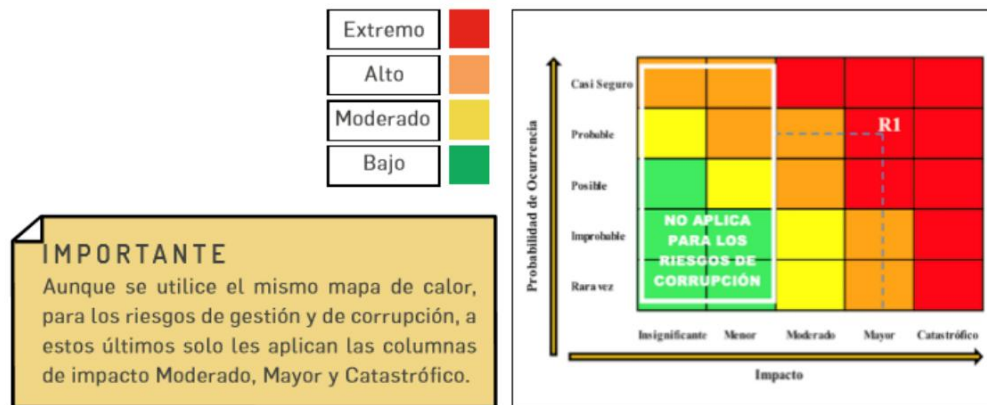 Extremo
Alto
Moderado
Bajo
IMPORTANTE
Aunque se utilice el mismo mapa de calor,
para los riesgos de gestión y de corrupción, a
estos últimos solo les aplican las columnas
de impacto Moderado, Mayor y Catastrófico.
Probabilidad de Ocurrencia
Casi Seguro
Probable
R1
Posible
Improbable
Rara vez
NO APLICA
PARA LOS
RIESGOS DE
CORRUPCIÓN
Insignificante Menor Moderado Mayor Catastrófico
Impacto